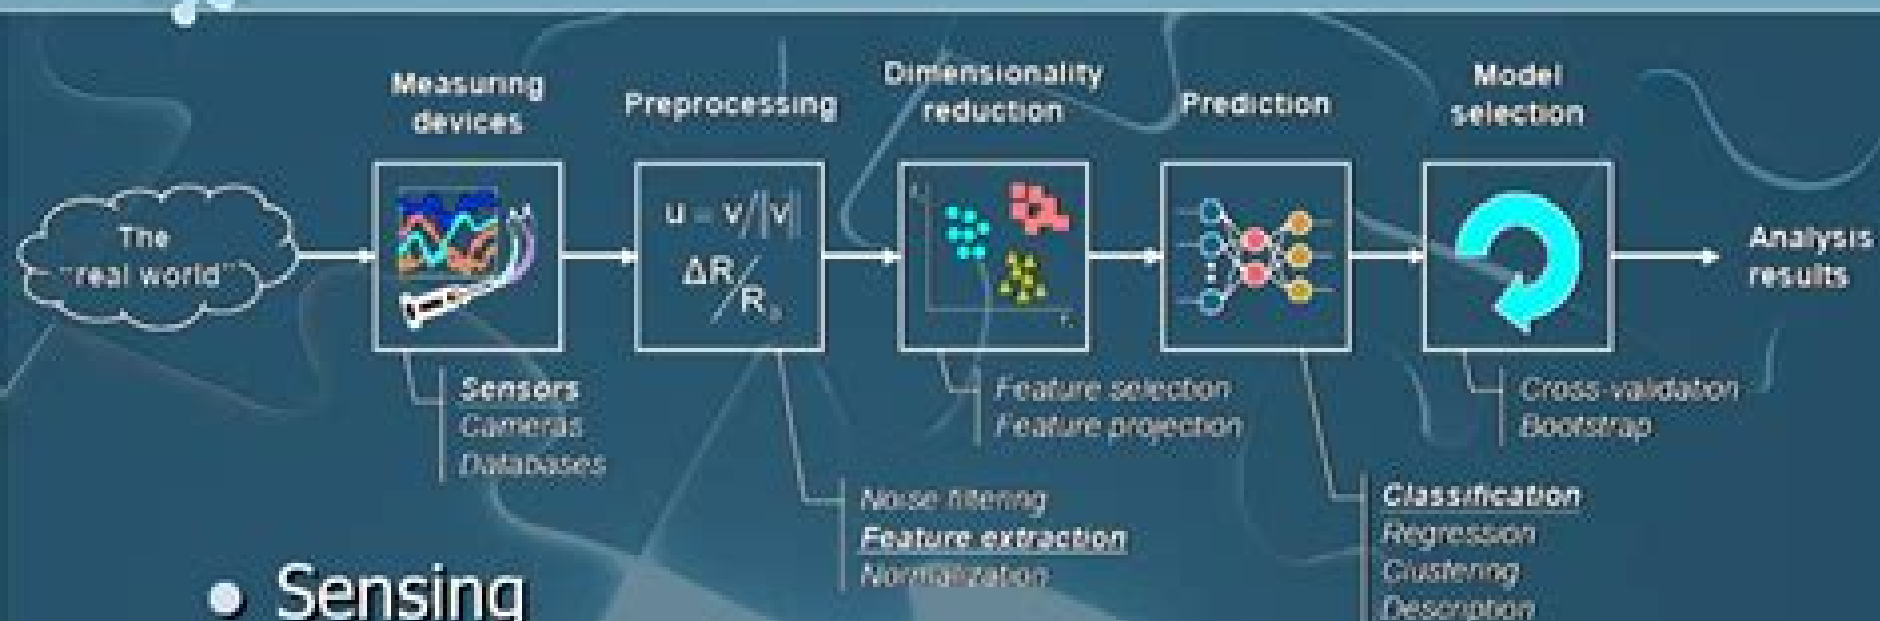 Measuring
devices
Preprocessing
Dimensionality
reduction
Prediction
Model
selection
The
"real world"
u = v/|v|
ΔR/R
Analysis
results
Sensors
Cameras
Databases
Noise filtering
Feature extraction
Normalization
Feature selection
Feature projection
Classification
Regression
Clustering
Description
Cross-validation
Bootstrap
Sensing